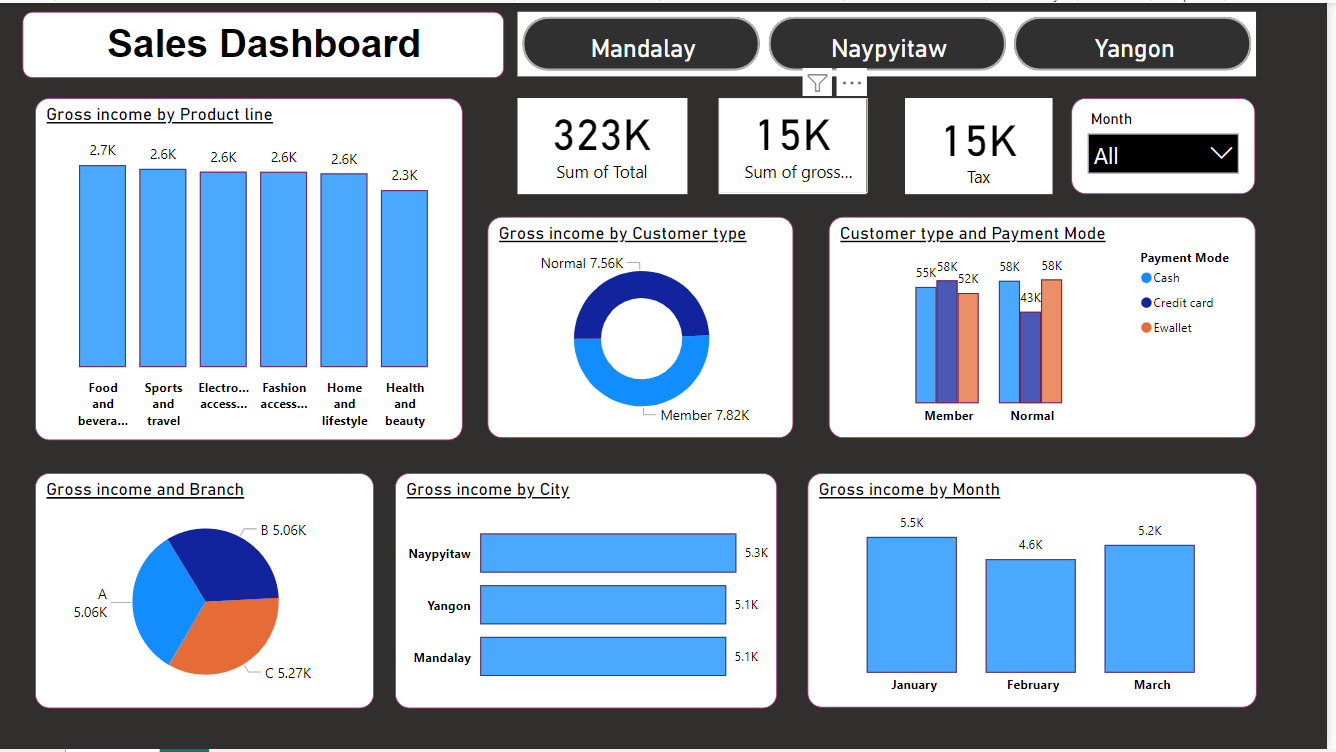 Sales Dashboard
Mandalay
Naypyitaw
Yangon
Gross income by Product line
2.7K
2.6K
2.6K
2.6K
2.6K
2.3K
Food
and
bevera...
Sports
and
travel
Electro...
access...
Fashion
access...
Home
and
lifestyle
Health
and
beauty
323K
Sum of Total
15K
Sum of gross...
15K
Tax
Month
All
Gross income by Customer type
Normal 7.56K
Member 7.82K
Customer type and Payment Mode
55K
58K
52K
58K
43K
58K
Member
Normal
Payment Mode
Cash
Credit card
Ewallet
Gross income and Branch
B 5.06K
A
5.06K
C 5.27K
Gross income by City
Naypyitaw
5.3K
Yangon
5.1K
Mandalay
5.1K
Gross income by Month
5.5K
4.6K
5.2K
January
February
March